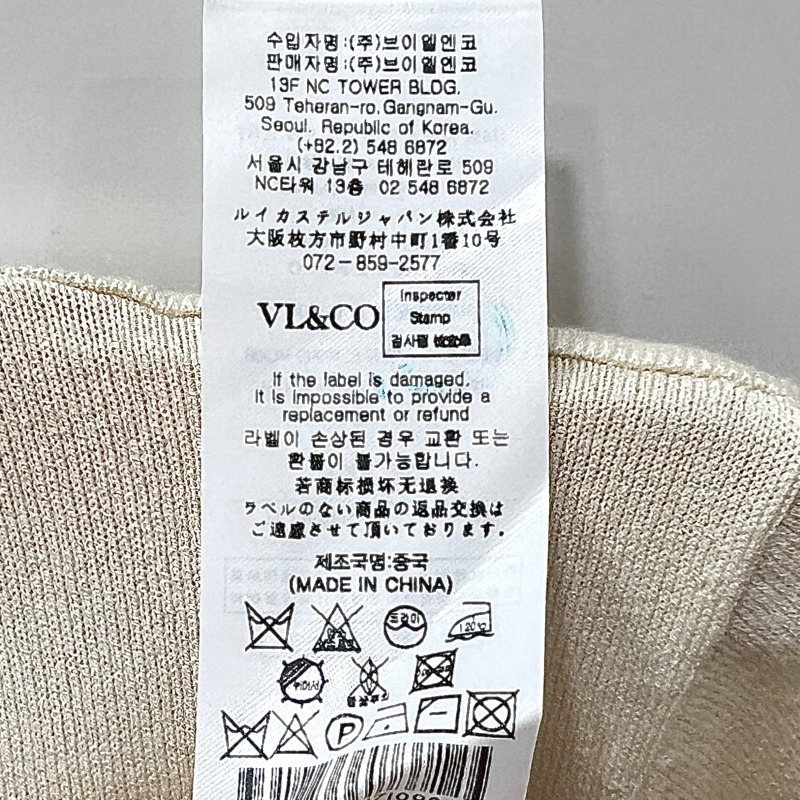 수입자명:(주)브이엘엔코
판매자명:(주)브이엘엔코
13F NC TOWER BLDG.
509 Teheran-ro, Gangnam-Gu.
Seoul. Republic of Korea.
(+82.2) 548 6872
서울시 강남구 테헤란로 509
NC타워 13층 02 548 6872
ルイカステルジャパン株式会社
大阪枚方市野村中町1番10号
072-859-2577
VL&CO
Inspecter
Stamp
검사필
If the label is damaged.
it is impossible to provide a
replacement or refund
라벨이 손상된 경우 교환 또는
환불이 불가능합니다.
若商标损坏无退换
ラベルのない商品の返品交換は
ご遠慮させて頂いております。
제조국명:중국
(MADE IN CHINA)
드라이
120℃
P